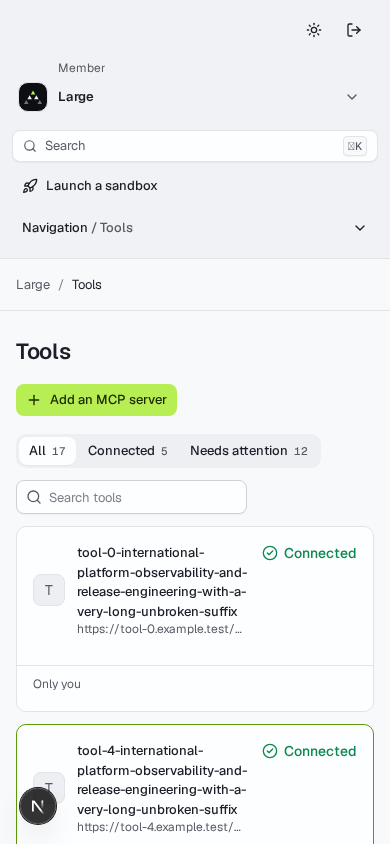 Member
Large
Search
K
Launch a sandbox
Navigation / Tools
Large / Tools
Tools
Add an MCP server
All 17
Connected 5
Needs attention 12
Search tools
T
tool-0-international-
platform-observability-and-
release-engineering-with-a-
very-long-unbroken-suffix
https://tool-0.example.test/…
Connected
Only you
T
tool-4-international-
platform-observability-and-
release-engineering-with-a-
very-long-unbroken-suffix
https://tool-4.example.test/…
Connected
N